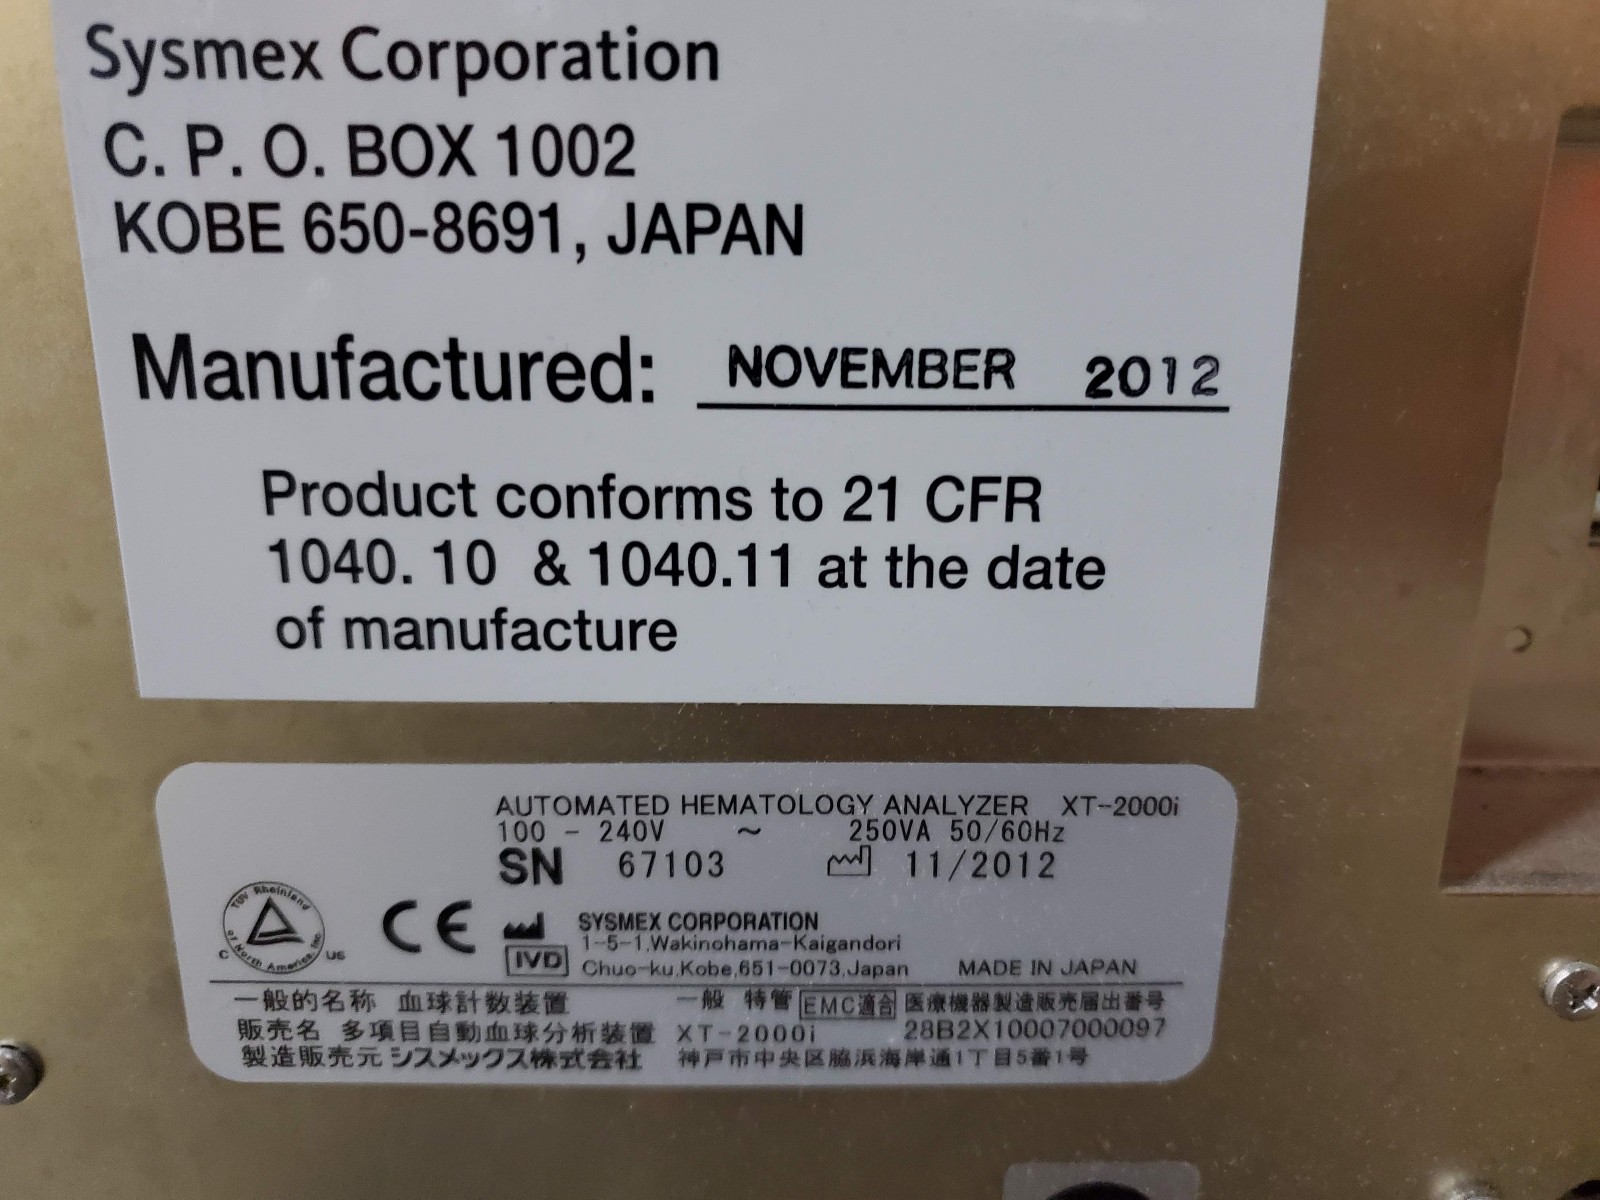 Sysmex Corporation
C. P. O. BOX 1002
KOBE 650-8691, JAPAN
Manufactured: NOVEMBER 2012
Product conforms to 21 CFR
1040. 10 & 1040.11 at the date
of manufacture
AUTOMATED HEMATOLOGY ANALYZER XT-2000i
100 - 240V ~ 250VA 50/60Hz
SN 67103 11/2012
TÜV Rheinland
of North America, Inc.
C US
CE
SYSMEX CORPORATION
1-5-1,Wakinohama-Kaigandori
IVD Chuo-ku,Kobe,651-0073,Japan MADE IN JAPAN
一般的名称 血球計数装置 一般 特管 EMC適合 医療機器製造販売届出番号
販売名 多項目自動血球分析装置 XT-2000i 28B2X10007000097
製造販売元 シスメックス株式会社 神戸市中央区脇浜海岸通1丁目5番1号